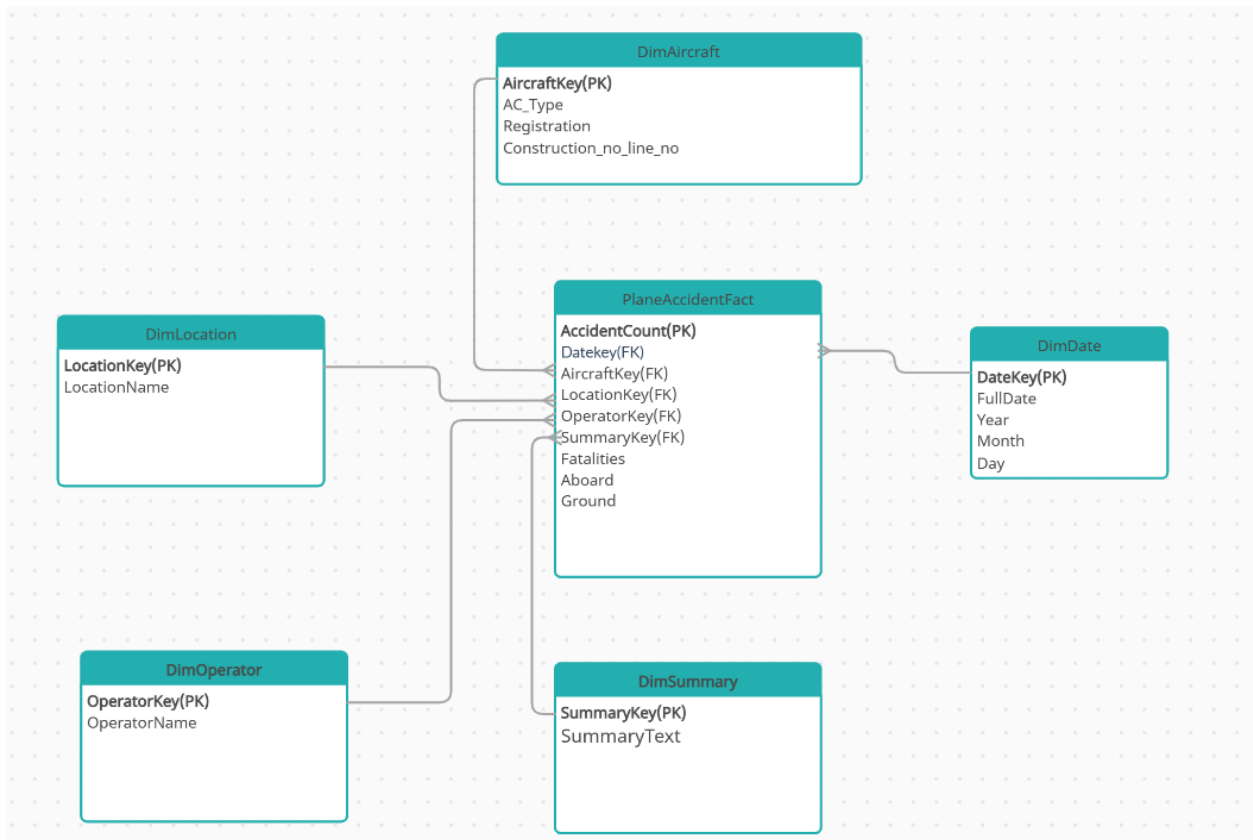 DimAircraft
AircraftKey(PK)
AC_Type
Registration
Construction_no_line_no
PlaneAccidentFact
AccidentCount(PK)
Datekey(FK)
AircraftKey(FK)
LocationKey(FK)
OperatorKey(FK)
SummaryKey(FK)
Fatalities
Aboard
Ground
DimLocation
LocationKey(PK)
LocationName
DimDate
DateKey(PK)
FullDate
Year
Month
Day
DimOperator
OperatorKey(PK)
OperatorName
DimSummary
SummaryKey(PK)
SummaryText